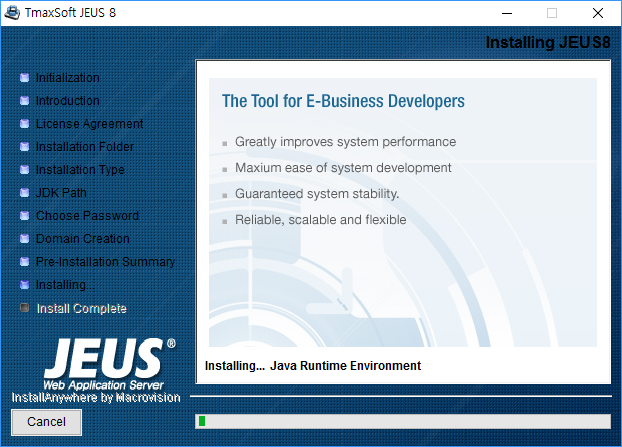 TmaxSoft JEUS 8
Installing JEUS8
Initialization
Introduction
License Agreement
Installation Folder
Installation Type
JDK Path
Choose Password
Domain Creation
Pre-Installation Summary
Installing...
Install Complete
The Tool for E-Business Developers
Greatly improves system performance
Maxium ease of system development
Guaranteed system stability.
Reliable, scalable and flexible
Installing... Java Runtime Environment
JEUS®
Web Application Server
InstallAnywhere by Macrovision
Cancel